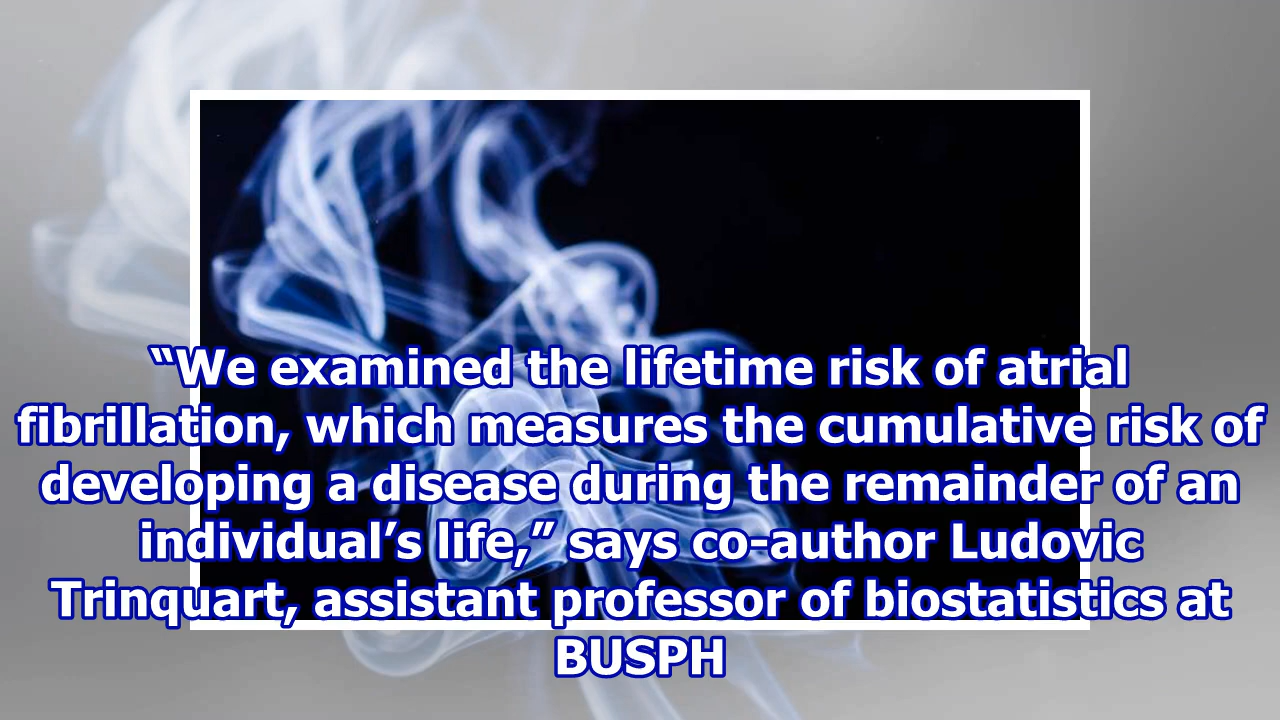 “We examined the lifetime risk of atrial
fibrillation, which measures the cumulative risk of
developing a disease during the remainder of an
individual’s life,” says co-author Ludovic
Trinquart, assistant professor of biostatistics at
BUSPH